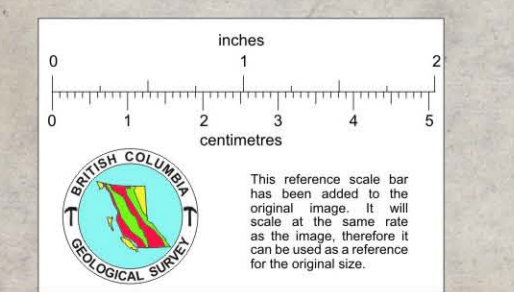 inches
0 1 2
0 1 2 3 4 5
centimetres
BRITISH COLUMBIA
GEOLOGICAL SURVEY
This reference scale bar
has been added to the
original image. It will
scale at the same rate
as the image, therefore it
can be used as a reference
for the original size.